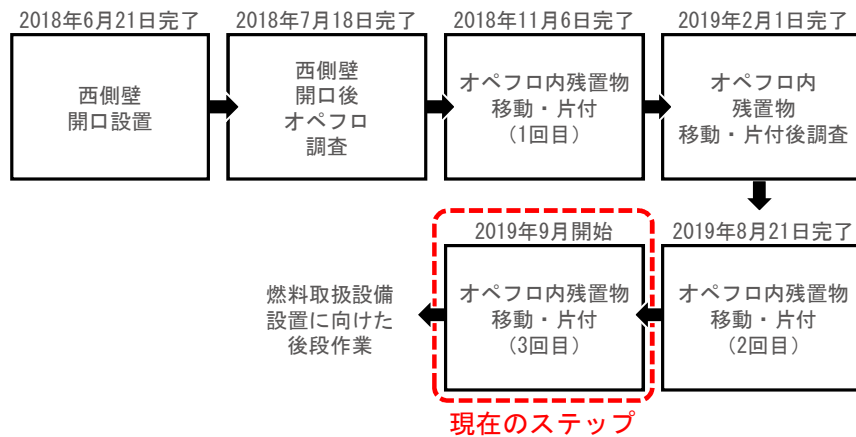 2018年6月21日完了
西側壁
開口設置
2018年7月18日完了
西側壁
開口後
オペフロ
調査
2018年11月6日完了
オペフロ内残置物
移動・片付
(1回目)
2019年2月1日完了
オペフロ内
残置物
移動・片付後調査
2019年8月21日完了
オペフロ内残置物
移動・片付
(2回目)
2019年9月開始
オペフロ内残置物
移動・片付
(3回目)
現在のステップ
燃料取扱設備
設置に向けた
後段作業